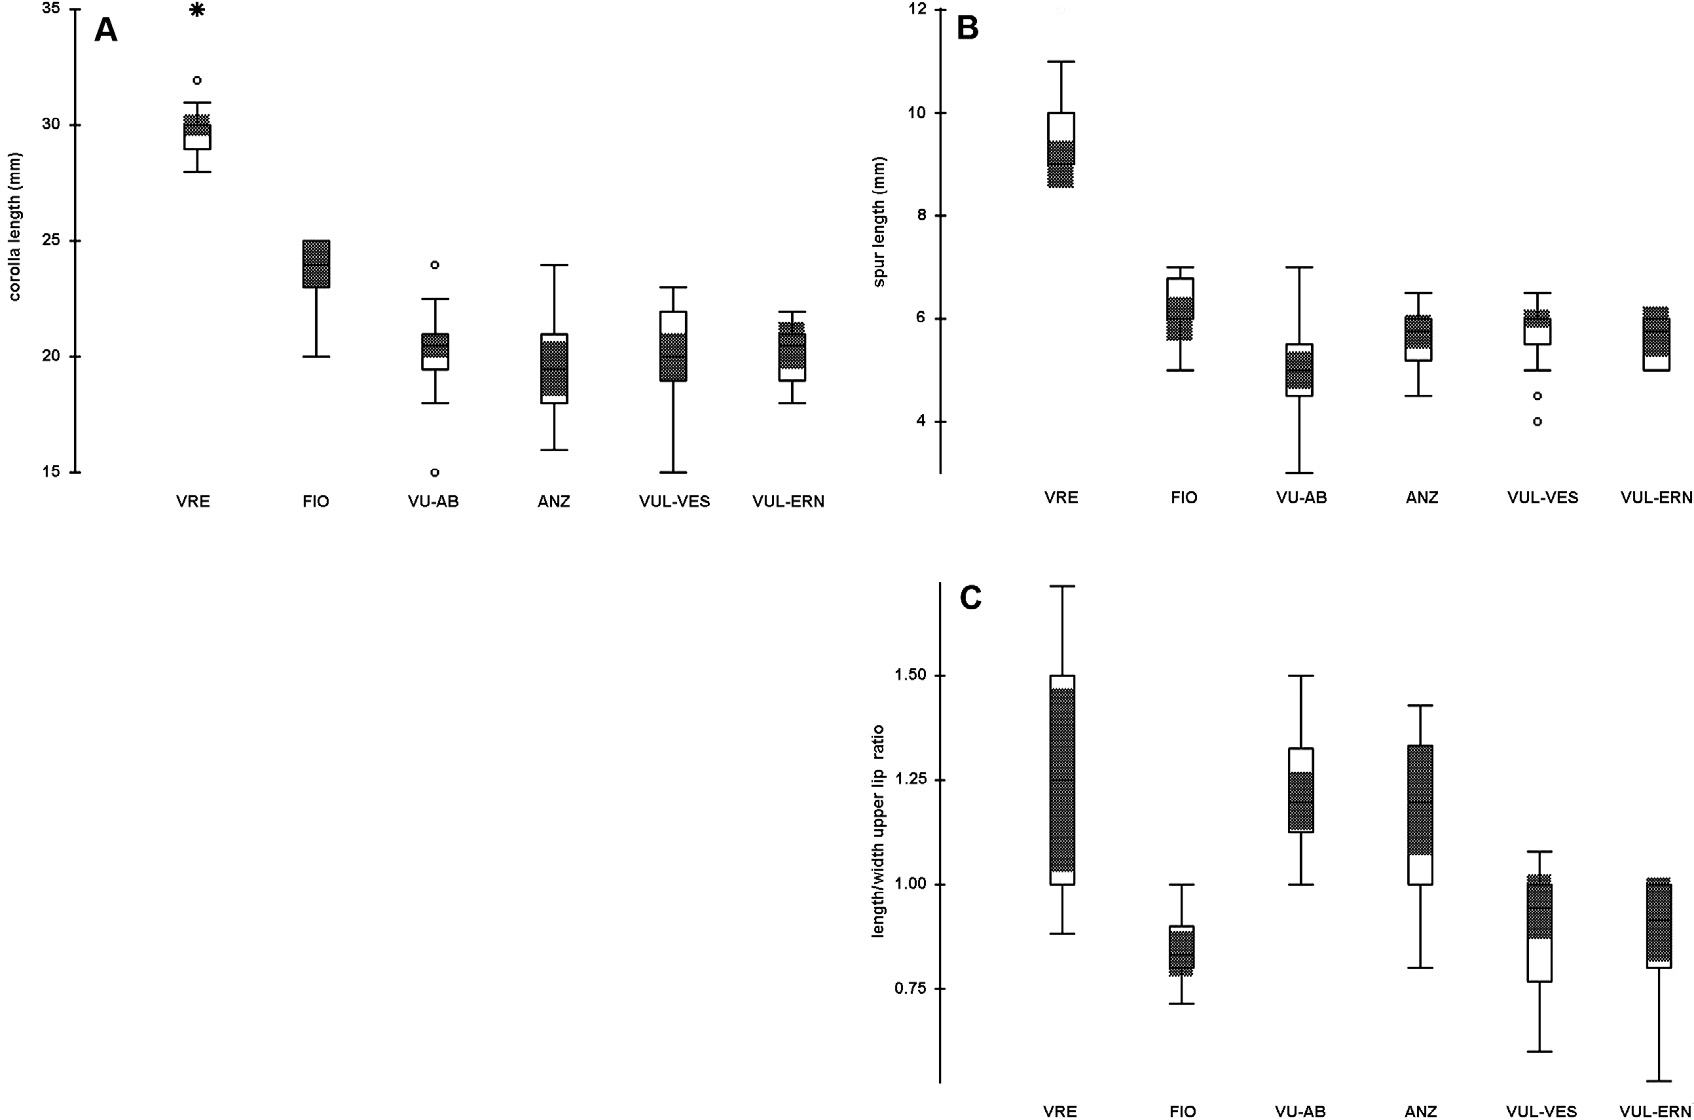 A
corolla length (mm)
35
30
25
20
15
VRE FIO VU-AB ANZ VUL-VES VUL-ERN
B
spur length (mm)
12
10
8
6
4
VRE FIO VU-AB ANZ VUL-VES VUL-ERN
C
length/width upper lip ratio
1.50
1.25
1.00
0.75
VRE FIO VU-AB ANZ VUL-VES VUL-ERN